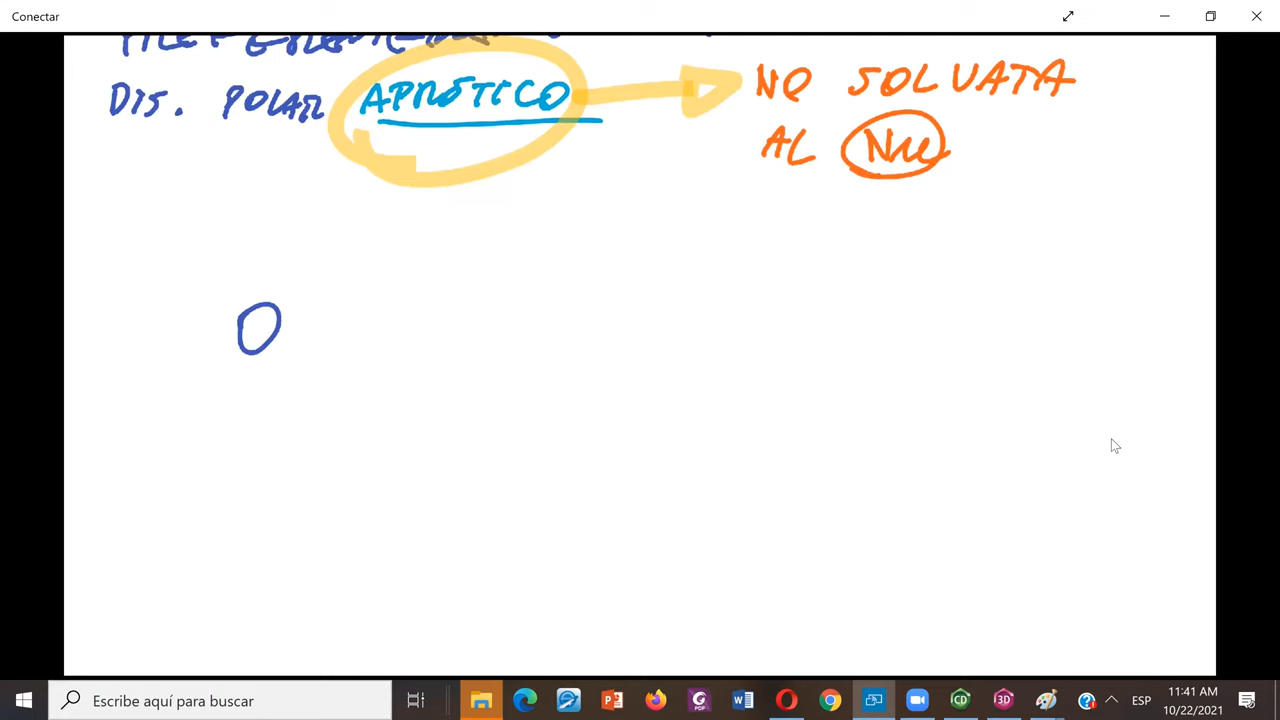 Conectar
DIS. POLAR APRÓTICO
NO SOLVATA
AL Nu
O
Escribe aquí para buscar
ESP
11:41 AM
10/22/2021